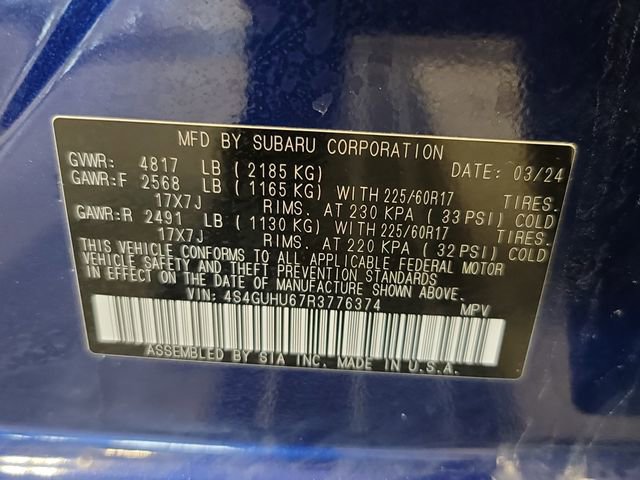 MFD BY SUBARU CORPORATION
GVWR: 4817 LB (2185 KG) DATE: 03/24
GAWR:F 2568 LB (1165 KG) WITH 225/60R17 TIRES.
17X7J RIMS. AT 230 KPA (33 PSI) COLD
GAWR:R 2491 LB (1130 KG) WITH 225/60R17 TIRES.
17X7J RIMS. AT 220 KPA (32 PSI) COLD
THIS VEHICLE CONFORMS TO ALL APPLICABLE FEDERAL MOTOR
VEHICLE SAFETY AND THEFT PREVENTION STANDARDS
IN EFFECT ON THE DATE OF MANUFACTURE SHOWN ABOVE.
VIN: 4S4GUHU67R3776374 MPV
ASSEMBLED BY SIA INC. MADE IN U.S.A.